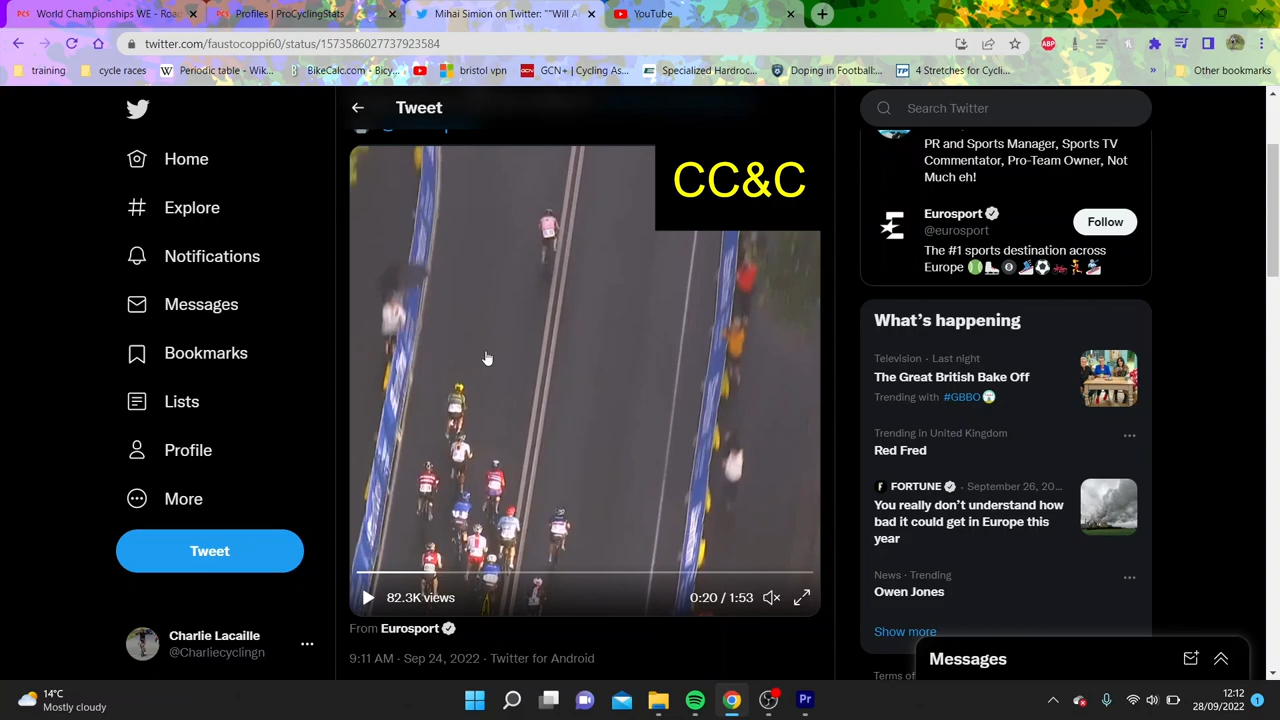 World Championships WE - Road
Profiles | ProCyclingStats
Mihai Simion on Twitter: ""Will A
YouTube
twitter.com/faustocoppi60/status/1573586027737923584
training
cycle races
Periodic table - Wik...
BikeCalc.com - Bicy...
bristol vpn
GCN+ | Cycling As...
Specialized Hardroc...
Doping in Football:...
4 Stretches for Cycli...
»
Other bookmarks
Home
Explore
Notifications
Messages
Bookmarks
Lists
Profile
More
Tweet
Charlie Lacaille
@Charliecyclingn
Tweet
CC&C
82.3K views
0:20 / 1:53
From Eurosport
9:11 AM · Sep 24, 2022 · Twitter for Android
Search Twitter
PR and Sports Manager, Sports TV
Commentator, Pro-Team Owner, Not
Much eh!
Eurosport
@eurosport
Follow
The #1 sports destination across
Europe
What's happening
Television · Last night
The Great British Bake Off
Trending with #GBBO
Trending in United Kingdom
Red Fred
FORTUNE · September 26, 20...
You really don't understand how
bad it could get in Europe this
year
News · Trending
Owen Jones
Show more
Terms of
Messages
14°C
Mostly cloudy
12:12
28/09/2022
1